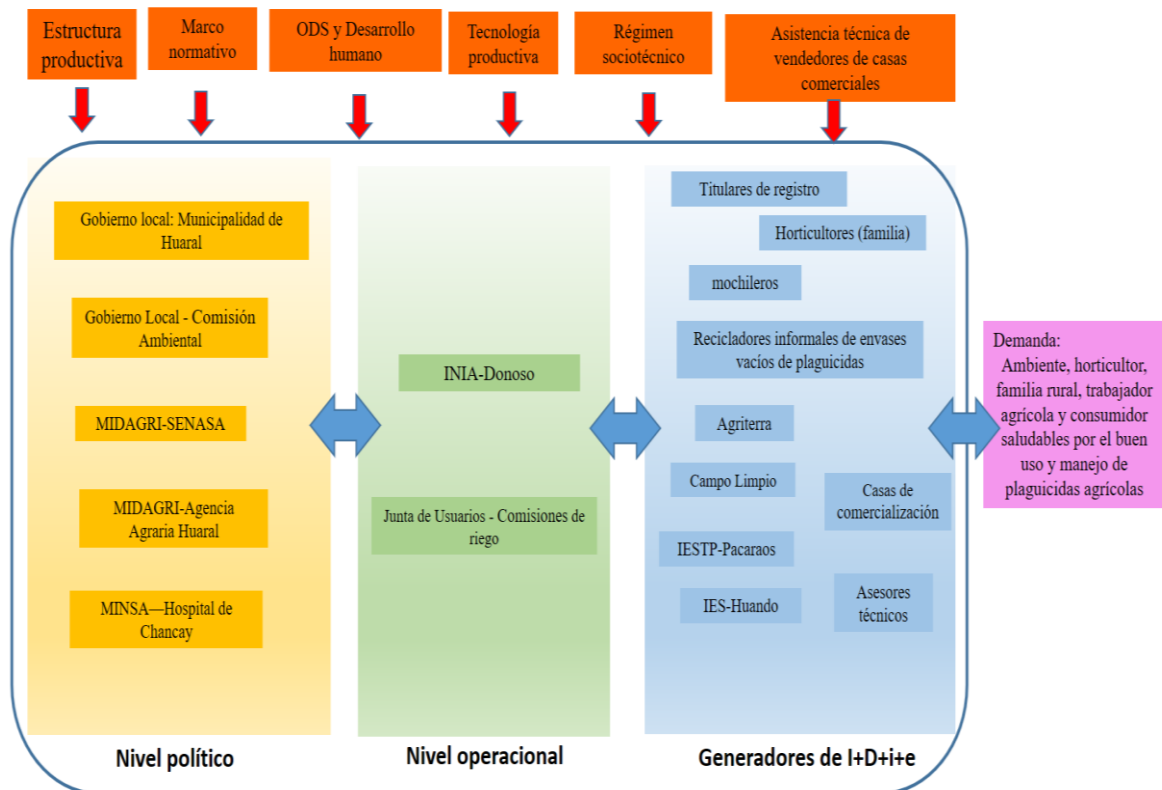 Estructura
productiva
Marco
normativo
ODS y Desarrollo
humano
Tecnología
productiva
Régimen
sociotécnico
Asistencia técnica de
vendedores de casas
comerciales
Gobierno local: Municipalidad de
Huaral
Gobierno Local - Comisión
Ambiental
MIDAGRI-SENASA
MIDAGRI-Agencia
Agraria Huaral
MINSA—Hospital de
Chancay
Nivel político
INIA-Donoso
Junta de Usuarios - Comisiones de
riego
Nivel operacional
Titulares de registro
Horticultores (familia)
mochileros
Recicladores informales de envases
vacíos de plaguicidas
Agriterra
Campo Limpio
Casas de
comercialización
IESTP-Pacaraos
IES-Huando
Asesores
técnicos
Generadores de I+D+i+e
Demanda:
Ambiente, horticultor,
familia rural, trabajador
agrícola y consumidor
saludables por el buen
uso y manejo de
plaguicidas agrícolas